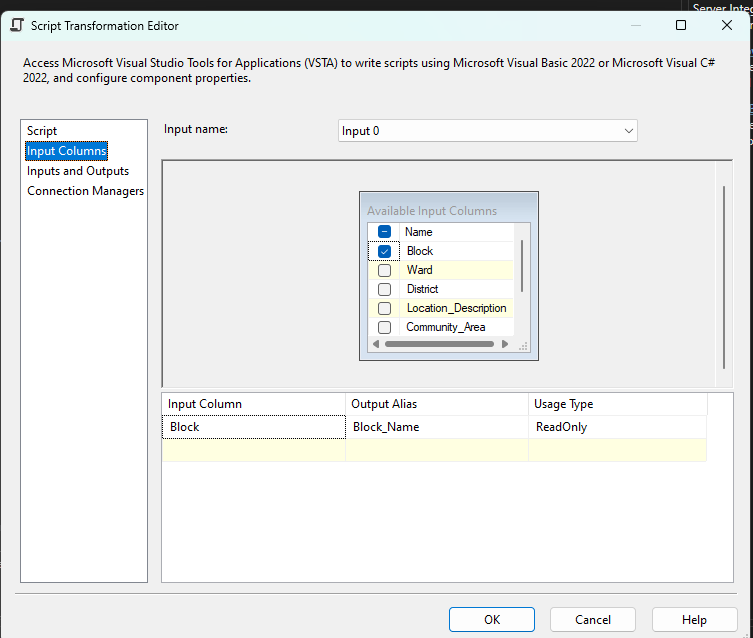 Server Integ
Script Transformation Editor
Access Microsoft Visual Studio Tools for Applications (VSTA) to write scripts using Microsoft Visual Basic 2022 or Microsoft Visual C#
2022, and configure component properties.
Script
Input Columns
Inputs and Outputs
Connection Managers
Input name:
Input 0
Available Input Columns
Name
Block
Ward
District
Location_Description
Community_Area
Input Column Output Alias Usage Type
Block Block_Name ReadOnly
OK Cancel Help